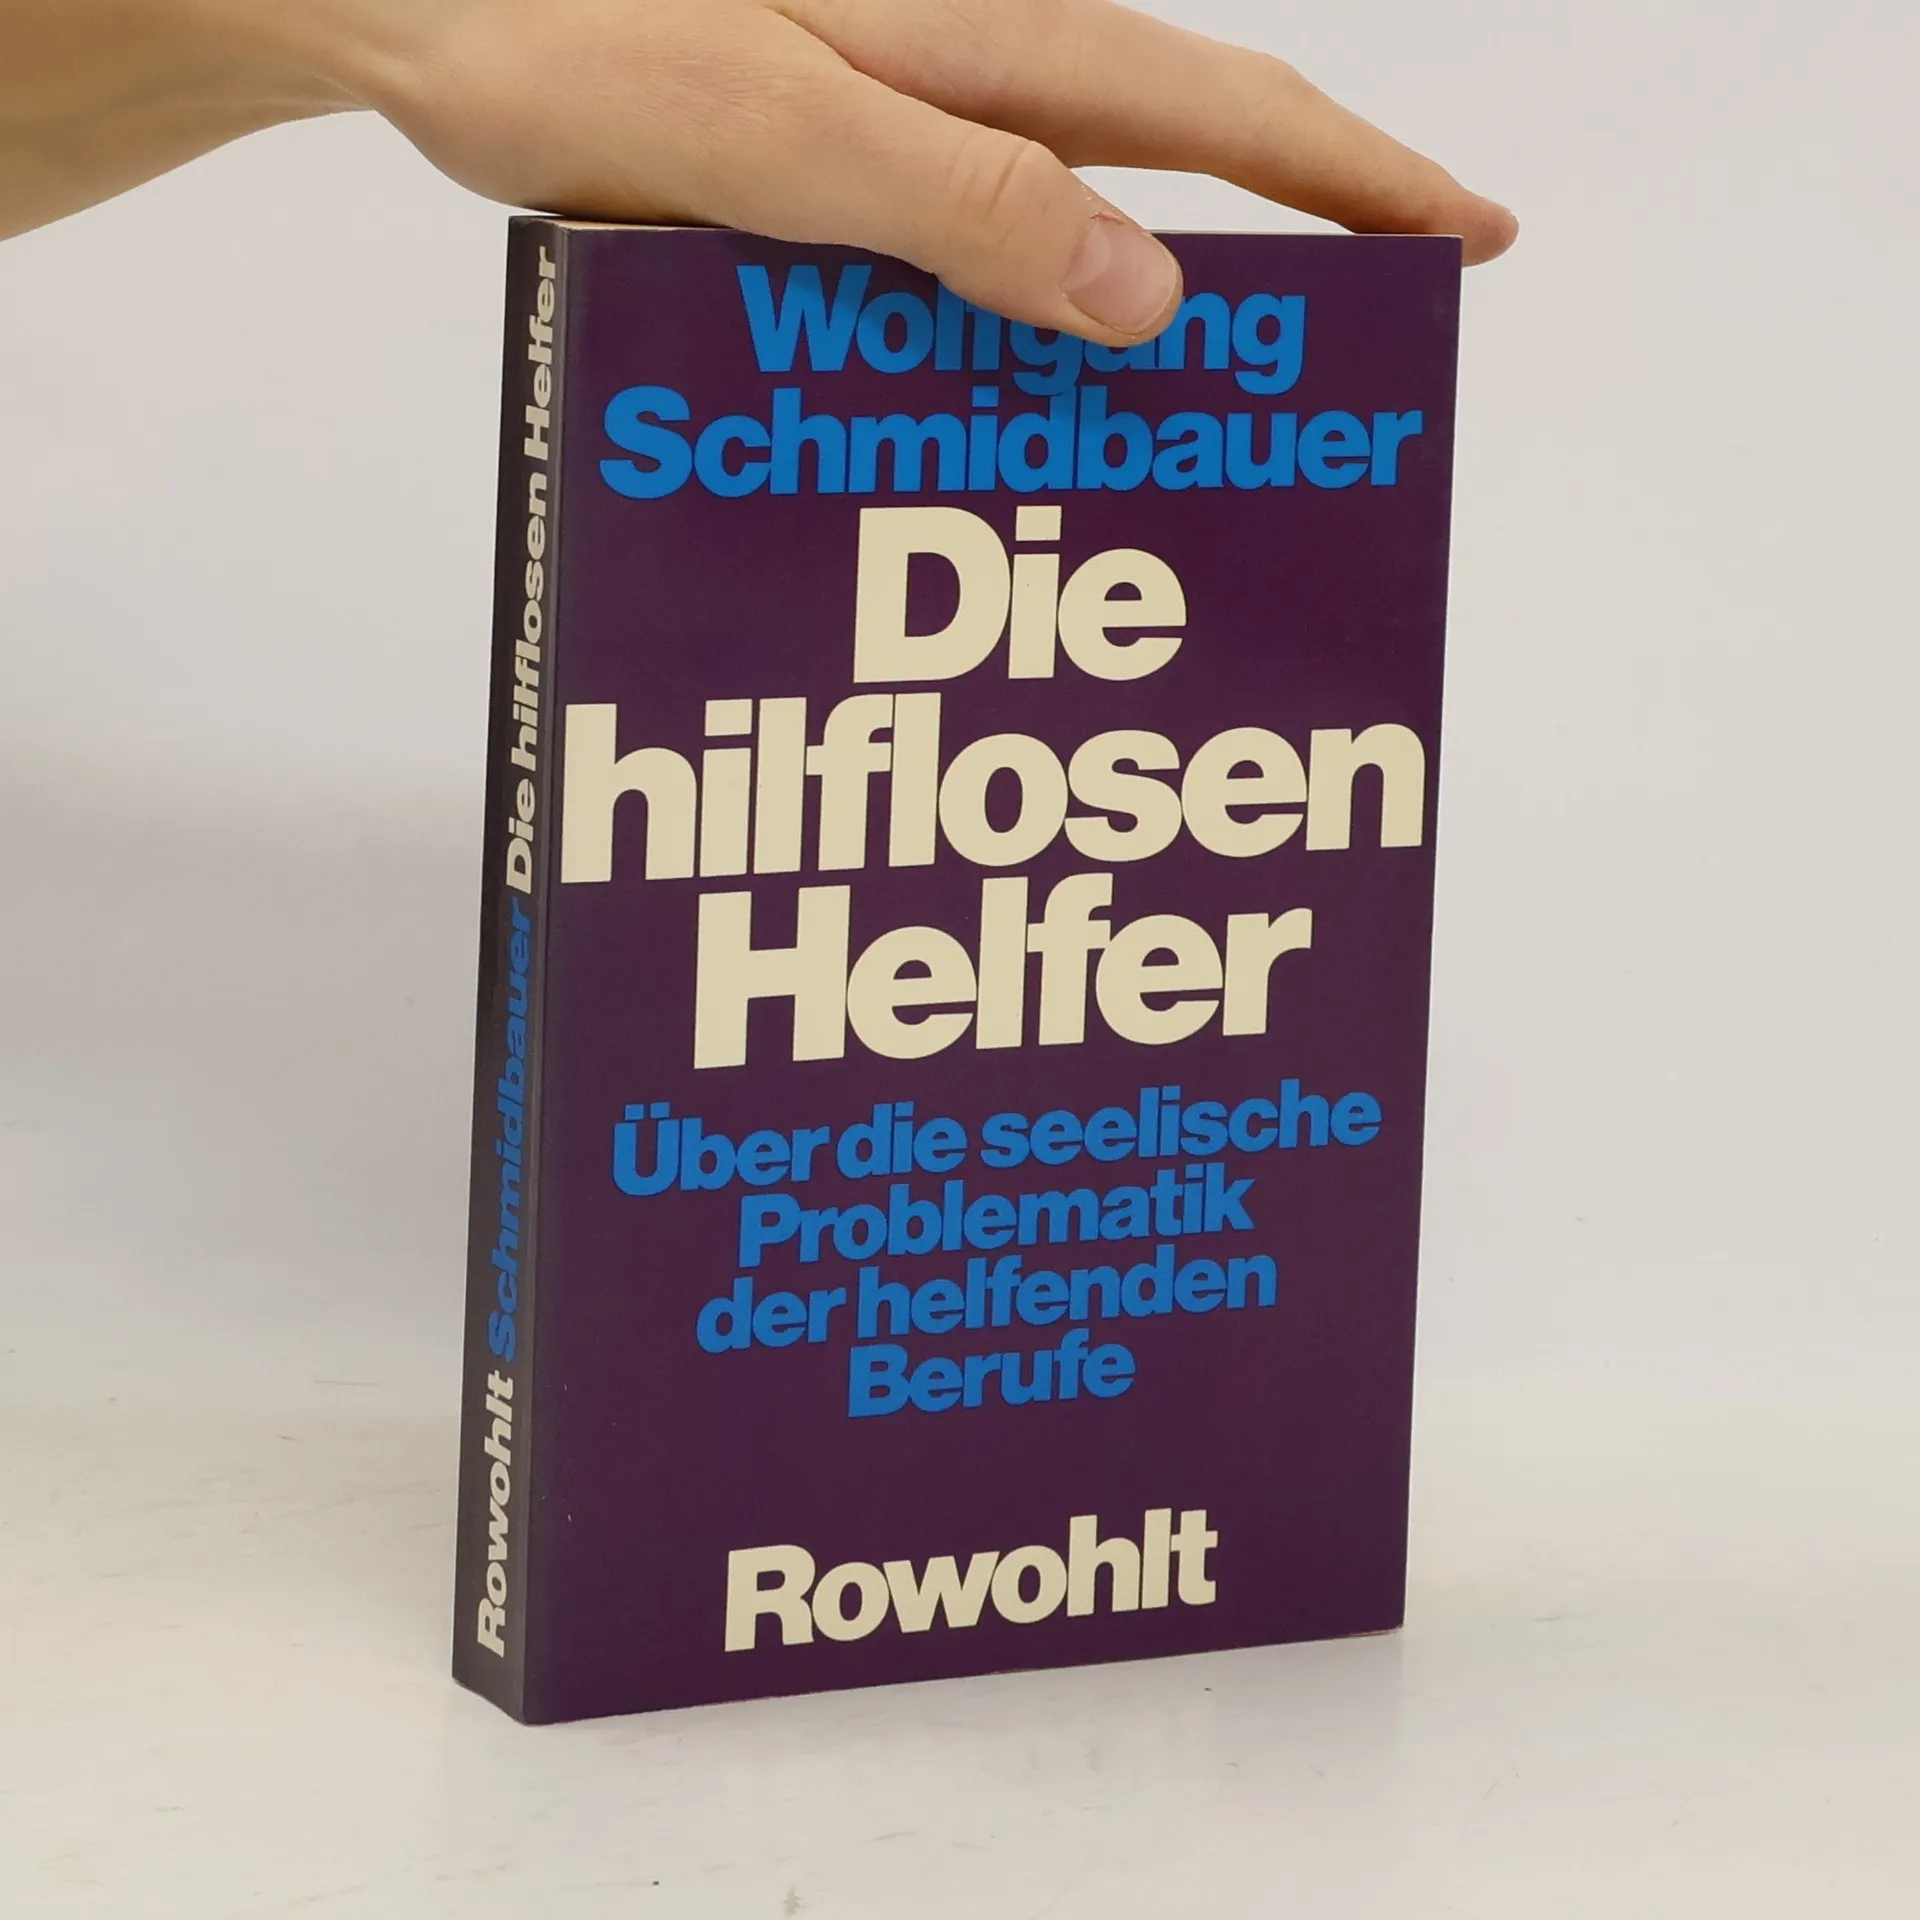 Wolfgang
Schmidbauer
Die
hilflosen
Helfer
Über die seelische
Problematik
der helfenden
Berufe
Rowohlt
Rowohlt Schmidbauer Die hilflosen Helfer